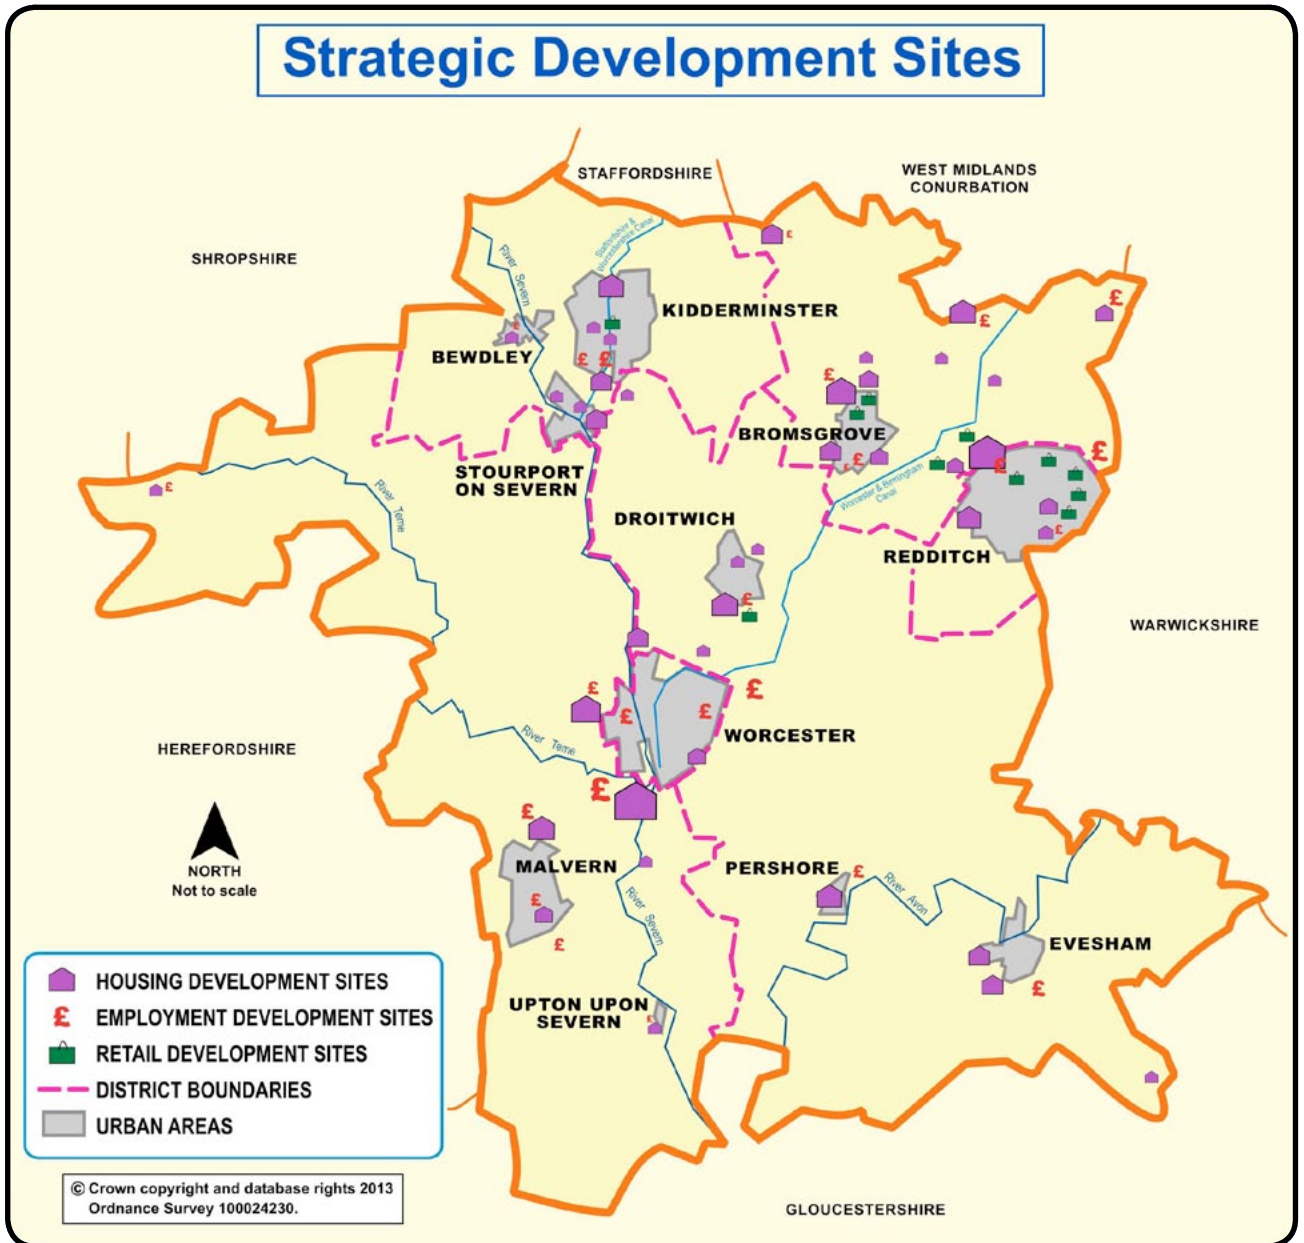 Strategic Development Sites
STAFFORDSHIRE
WEST MIDLANDS
CONURBATION
SHROPSHIRE
Staffordshire &
Worcestershire Canal
River Severn
£
KIDDERMINSTER
£
£
£
BEWDLEY
£
£
£
BROMSGROVE
£
£
£
£
STOURPORT
ON SEVERN
£
River Teme
Worcester & Birmingham
Canal
DROITWICH
£
REDDITCH
£
WARWICKSHIRE
£
£
£
£
HEREFORDSHIRE
River Teme
WORCESTER
£
£
NORTH
Not to scale
MALVERN
PERSHORE
£
£
River Avon
River Severn
£
EVESHAM
£
UPTON UPON
SEVERN
£
HOUSING DEVELOPMENT SITES
£ EMPLOYMENT DEVELOPMENT SITES
RETAIL DEVELOPMENT SITES
DISTRICT BOUNDARIES
URBAN AREAS
© Crown copyright and database rights 2013
Ordnance Survey 100024230.
GLOUCESTERSHIRE